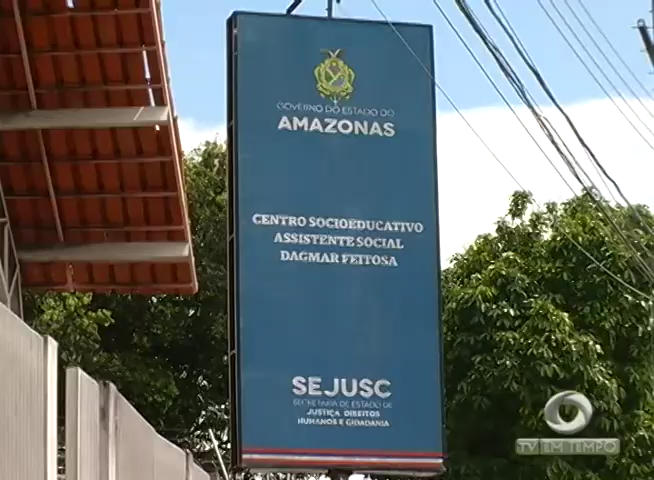 GOVERNO DO ESTADO DO
AMAZONAS
CENTRO SOCIOEDUCATIVO
ASSISTENTE SOCIAL
DAGMAR FEITOSA
SEJUSC
SECRETARIA DE ESTADO DE
JUSTIÇA, DIREITOS
HUMANOS E CIDADANIA
TV EM TEMPO